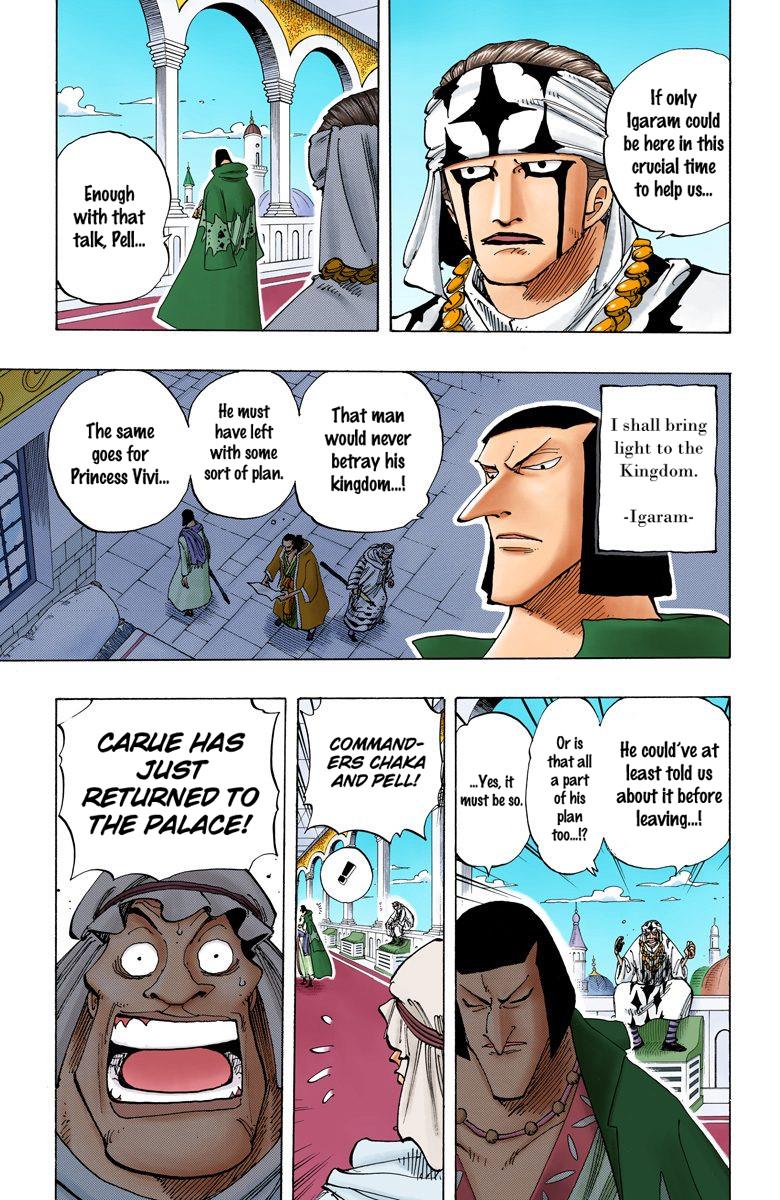 If only
Igaram could
be here in this
crucial time
to help us...
Enough
with that
talk, Pell...
I shall bring
light to the
Kingdom.
-Igaram-
That man
would never
betray his
kingdom...!
He must
have left
with some
sort of plan.
The same
goes for
Princess Vivi...
He could've at
least told us
about it before
leaving...!
Or is
that all
a part
of his
plan
too...!?
...Yes, it
must be so.
COMMAND-
ERS CHAKA
AND PELL!
!
CARUE HAS
JUST
RETURNED TO
THE PALACE!